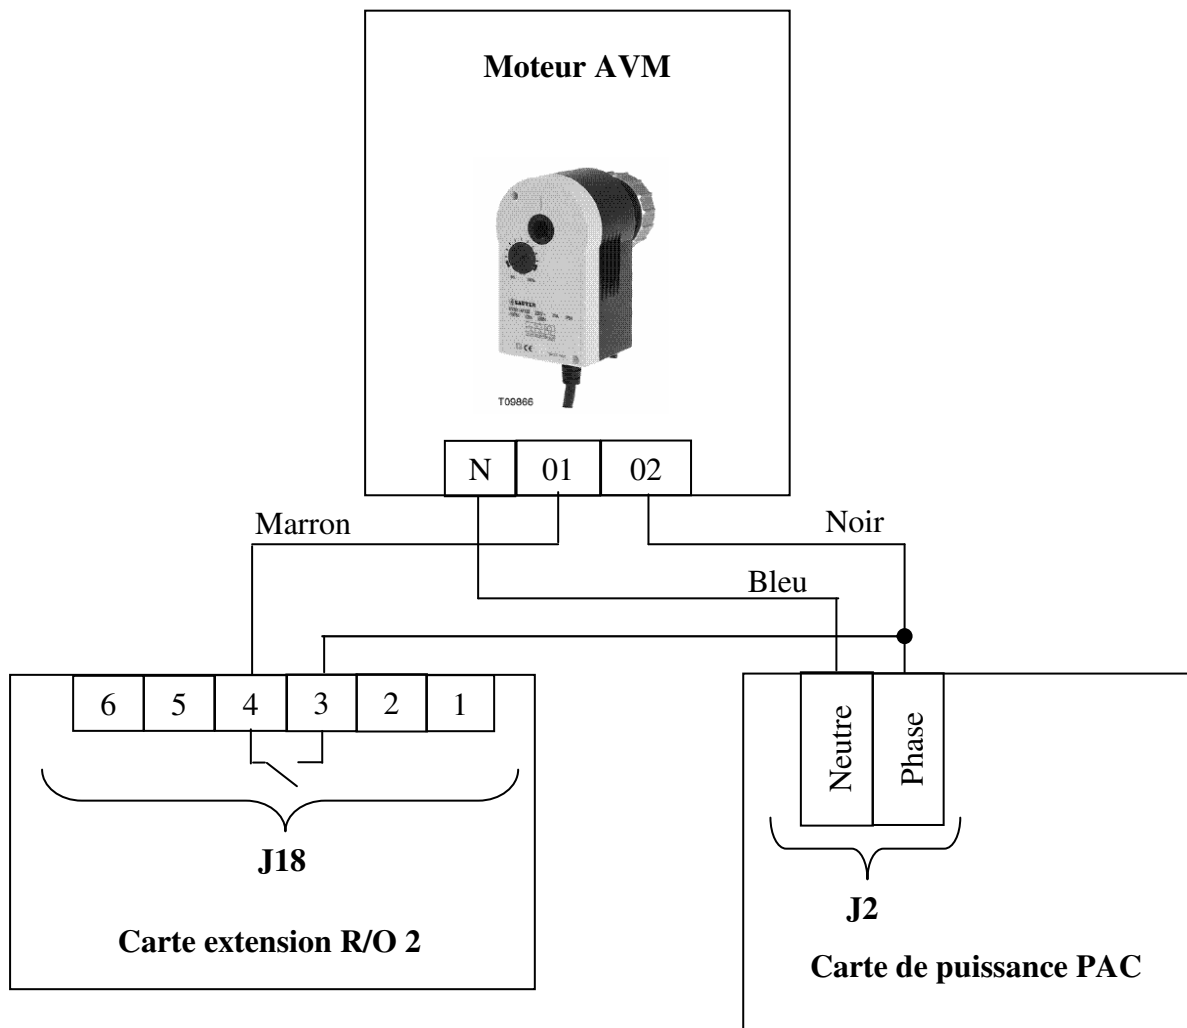 Moteur AVM
SAUTER
T09866
N 01 02
Marron
Noir
Bleu
6 5 4 3 2 1
Neutre
Phase
J18
J2
Carte extension R/O 2
Carte de puissance PAC